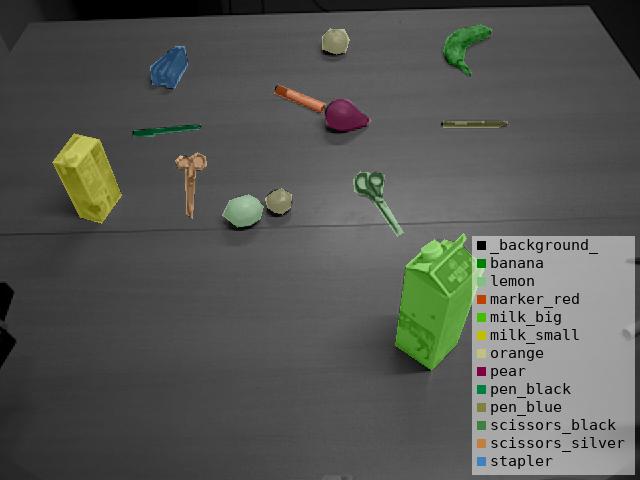 _background_
banana
lemon
marker_red
milk_big
milk_small
orange
pear
pen_black
pen_blue
scissors_black
scissors_silver
stapler